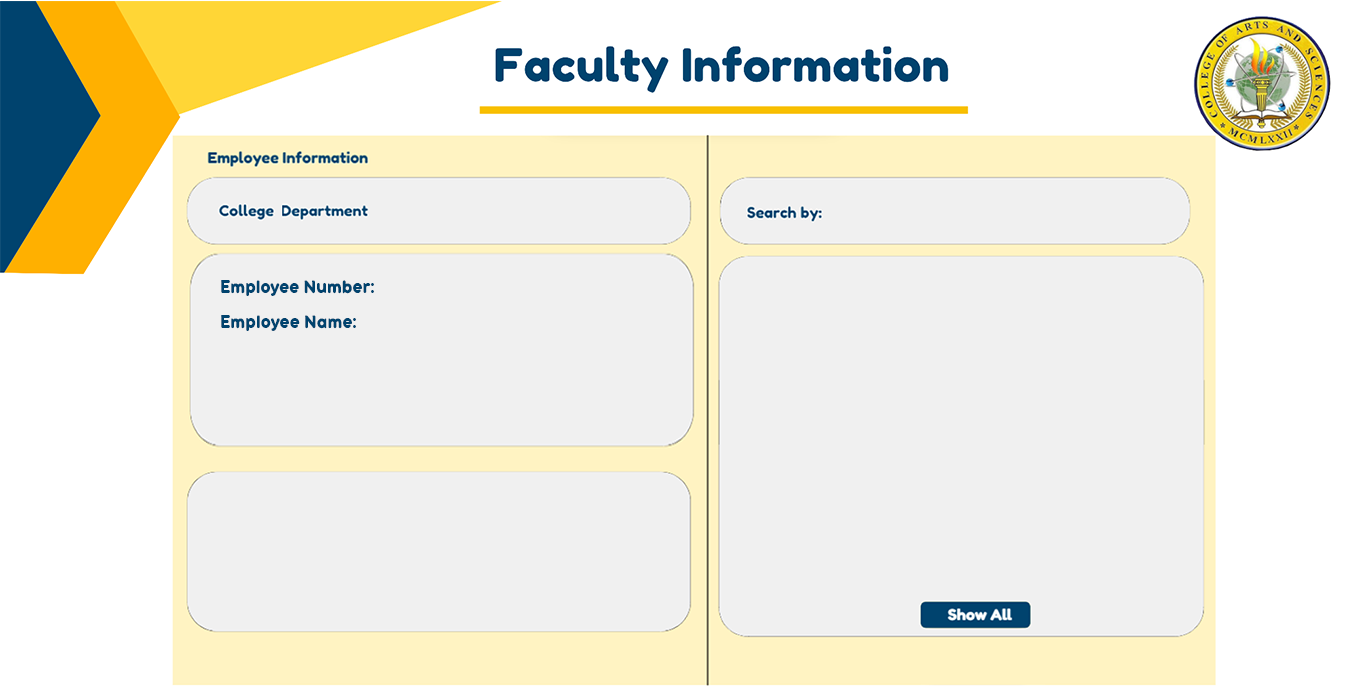 Faculty Information
COLLEGE OF ARTS AND SCIENCES
* MCMLXXII *
Employee Information
College Department
Employee Number:
Employee Name:
Search by:
Show All